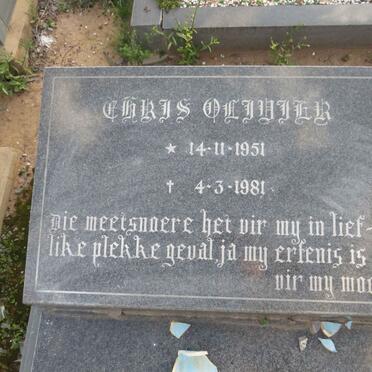 CHRIS OLIVIER
* 14-11-1951
† 4-3-1981
Die meetsnoere het vir my in lief-
like plekke geval ja my erfenis is
vir my moo